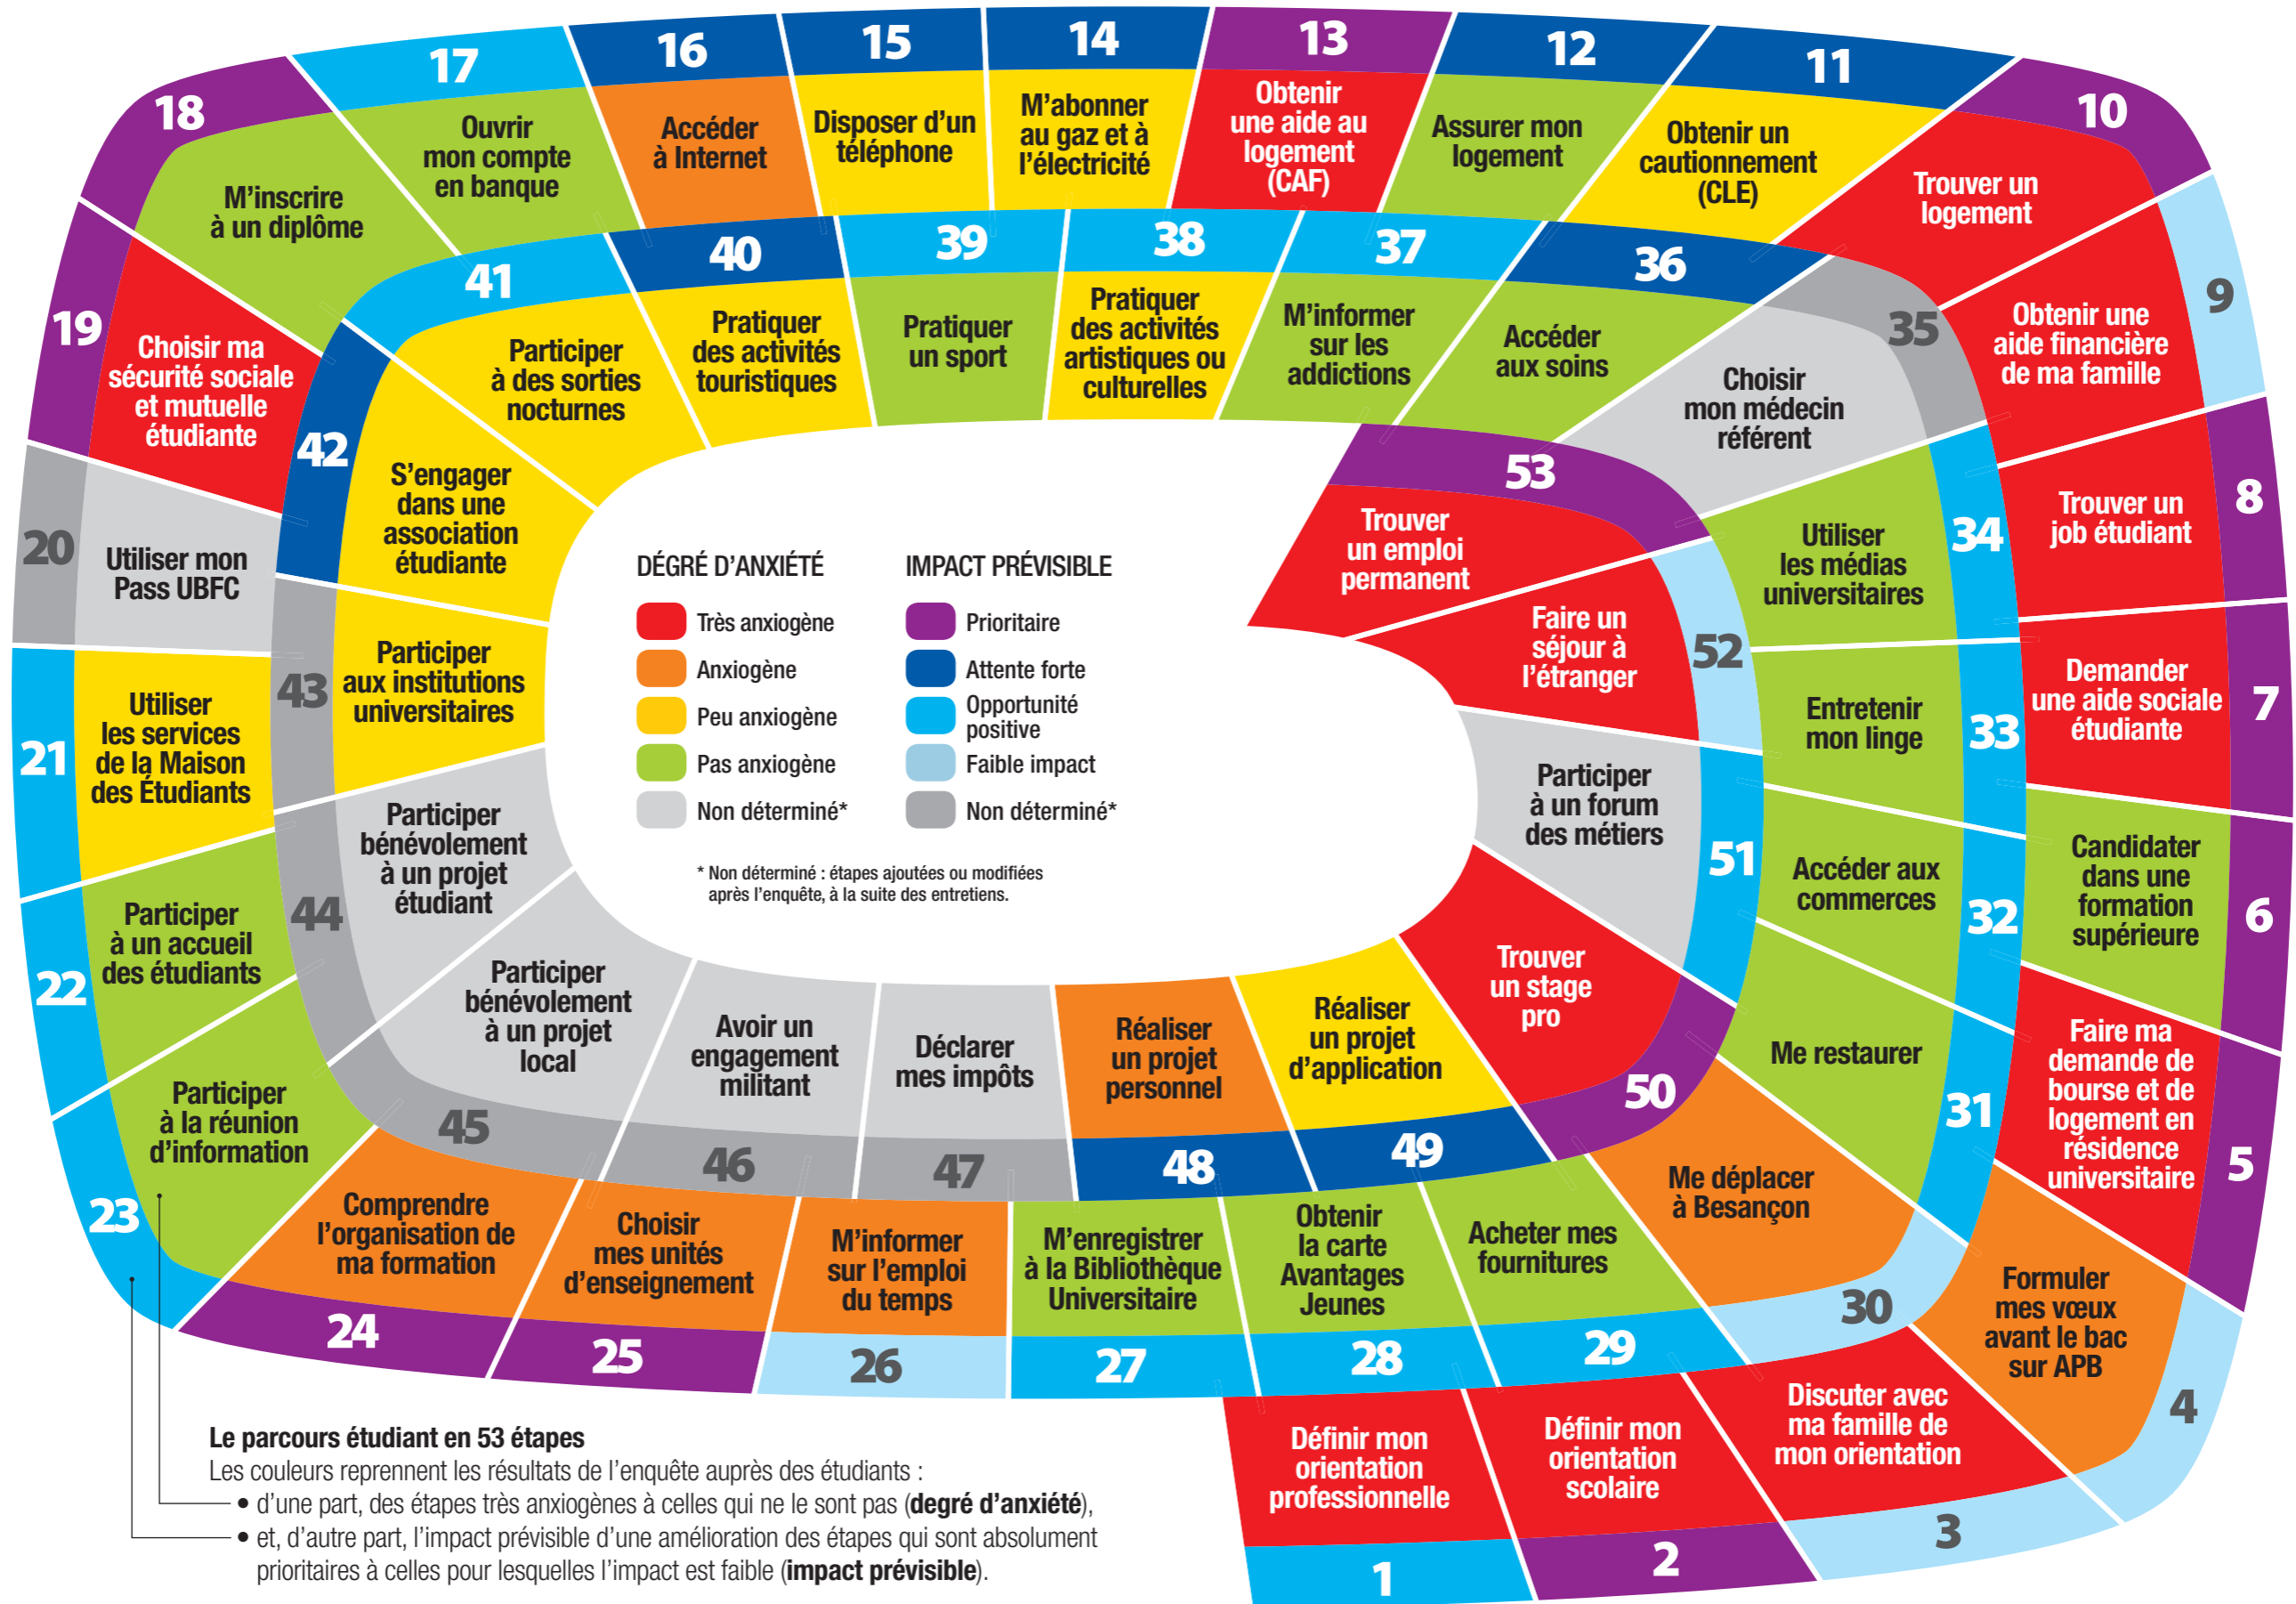 1
Définir mon
orientation
professionnelle
2
Définir mon
orientation
scolaire
3
Discuter avec
ma famille de
mon orientation
4
Formuler
mes vœux
avant le bac
sur APB
5
Faire ma
demande de
bourse et de
logement en
résidence
universitaire
6
Candidater
dans une
formation
supérieure
7
Demander
une aide sociale
étudiante
8
Trouver un
job étudiant
9
Obtenir une
aide financière
de ma famille
10
Trouver un
logement
11
Obtenir un
cautionnement
(CLE)
12
Assurer mon
logement
13
Obtenir
une aide au
logement
(CAF)
14
M’abonner
au gaz et à
l’électricité
15
Disposer d’un
téléphone
16
Accéder
à Internet
17
Ouvrir
mon compte
en banque
18
M’inscrire
à un diplôme
19
Choisir ma
sécurité sociale
et mutuelle
étudiante
20
Utiliser mon
Pass UBFC
21
Utiliser
les services
de la Maison
des Étudiants
22
Participer
à un accueil
des étudiants
23
Participer
à la réunion
d’information
24
Comprendre
l’organisation de
ma formation
25
Choisir
mes unités
d’enseignement
26
M’informer
sur l’emploi
du temps
27
M’enregistrer
à la Bibliothèque
Universitaire
28
Obtenir
la carte
Avantages
Jeunes
29
Acheter mes
fournitures
30
Me déplacer
à Besançon
31
Me restaurer
32
Accéder aux
commerces
33
Entretenir
mon linge
34
Utiliser
les médias
universitaires
35
Choisir
mon médecin
référent
36
Accéder
aux soins
37
M’informer
sur les
addictions
38
Pratiquer
des activités
artistiques ou
culturelles
39
Pratiquer
un sport
40
Pratiquer
des activités
touristiques
41
Participer
à des sorties
nocturnes
42
S’engager
dans une
association
étudiante
43
Participer
aux institutions
universitaires
44
Participer
bénévolement
à un projet
étudiant
45
Participer
bénévolement
à un projet
local
46
Avoir un
engagement
militant
47
Déclarer
mes impôts
48
Réaliser
un projet
personnel
49
Réaliser
un projet
d’application
50
Trouver
un stage
pro
51
Participer
à un forum
des métiers
52
Faire un
séjour à
l’étranger
53
Trouver
un emploi
permanent
DÉGRÉ D’ANXIÉTÉ
Très anxiogène
Anxiogène
Peu anxiogène
Pas anxiogène
Non déterminé*
IMPACT PRÉVISIBLE
Prioritaire
Attente forte
Opportunité
positive
Faible impact
Non déterminé*
* Non déterminé : étapes ajoutées ou modifiées
après l’enquête, à la suite des entretiens.
Le parcours étudiant en 53 étapes
Les couleurs reprennent les résultats de l’enquête auprès des étudiants :
• d’une part, des étapes très anxiogènes à celles qui ne le sont pas (degré d’anxiété),
• et, d’autre part, l’impact prévisible d’une amélioration des étapes qui sont absolument
prioritaires à celles pour lesquelles l’impact est faible (impact prévisible).